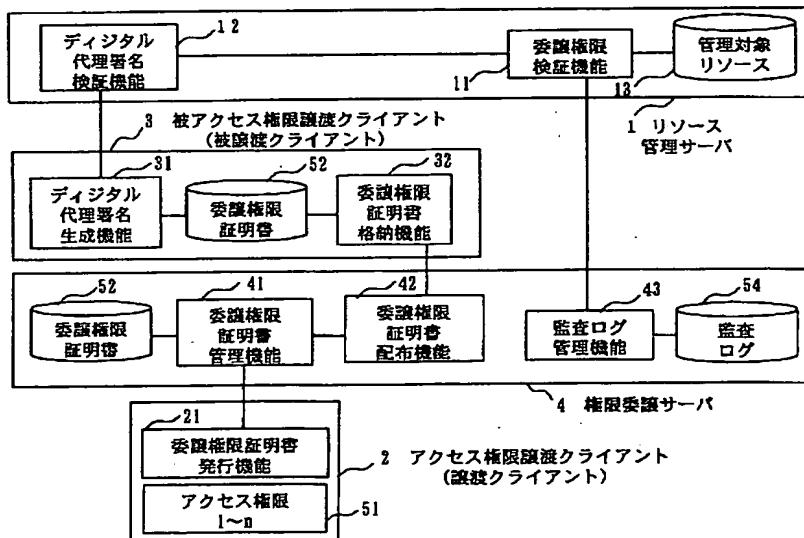 12
ディジタル
代理署名
検証機能
委譲権限
検証機能
11
管理対象
リソース
13
1 リソース
管理サーバ
3 被アクセス権限譲渡クライアント
(被譲渡クライアント)
31
ディジタル
代理署名
生成機能
52
委譲権限
証明書
32
委譲権限
証明書
格納機能
52
委譲権限
証明書
41
委譲権限
証明書
管理機能
42
委譲権限
証明書
配布機能
43
監査ログ
管理機能
54
監査
ログ
4 権限委譲サーバ
21
委譲権限証明書
発行機能
2 アクセス権限譲渡クライアント
(譲渡クライアント)
アクセス権限
1～n
51